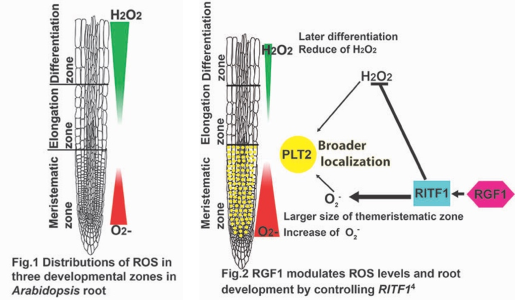 H2O2
Differentiation
zone
Elongation
zone
Meristematic
zone
O2-
Fig.1 Distributions of ROS in
three developmental zones in
Arabidopsis root
Differentiation
zone
Elongation
zone
Meristematic
zone
H2O2
Later differentiation
Reduce of H2O2
H2O2
PLT2
Broader
localization
O2-
RITF1
RGF1
Larger size of themeristematic zone
O2- Increase of O2-
Fig.2 RGF1 modulates ROS levels and root
development by controlling RITF1⁴